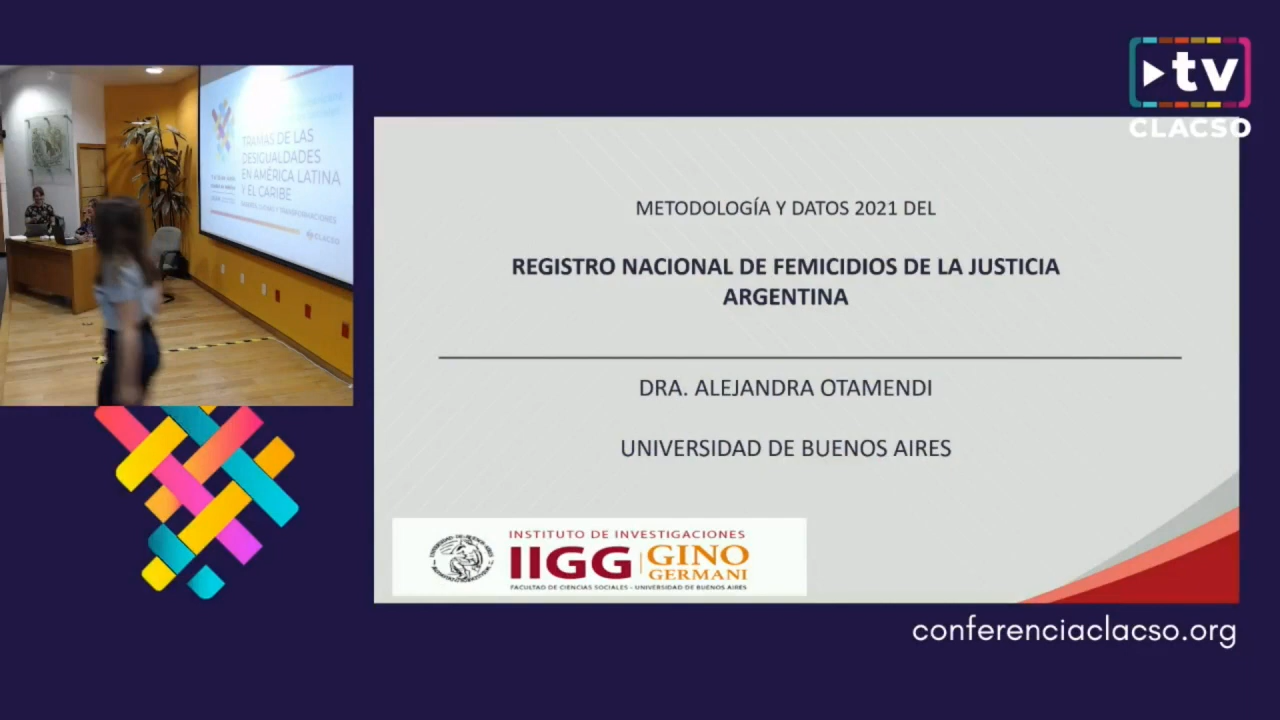 tv
CLACSO
TRAMAS DE LAS
DESIGUALDADES
EN AMÉRICA LATINA
Y EL CARIBE
CLACSO
METODOLOGÍA Y DATOS 2021 DEL
REGISTRO NACIONAL DE FEMICIDIOS DE LA JUSTICIA
ARGENTINA
DRA. ALEJANDRA OTAMENDI
UNIVERSIDAD DE BUENOS AIRES
INSTITUTO DE INVESTIGACIONES
IIGG GINO
GERMANI
FACULTAD DE CIENCIAS SOCIALES - UNIVERSIDAD DE BUENOS AIRES
conferenciaclacso.org